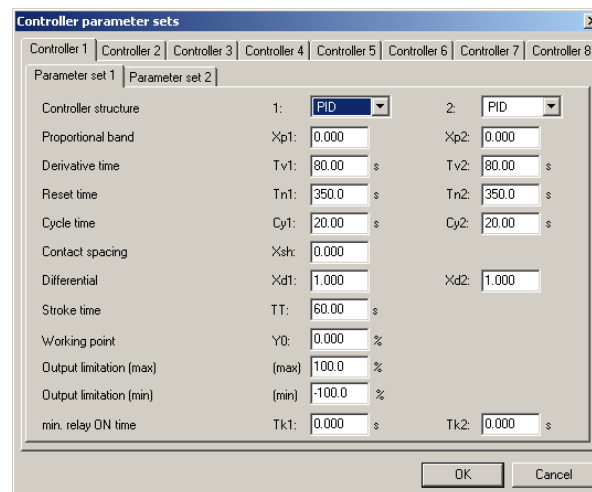 Controller parameter sets
Controller 1 Controller 2 Controller 3 Controller 4 Controller 5 Controller 6 Controller 7 Controller 8
Parameter set 1 Parameter set 2
Controller structure 1: PID 2: PID
Proportional band Xp1: 0.000 Xp2: 0.000
Derivative time Tv1: 80.00 s Tv2: 80.00 s
Reset time Tn1: 350.0 s Tn2: 350.0 s
Cycle time Cy1: 20.00 s Cy2: 20.00 s
Contact spacing Xsh: 0.000
Differential Xd1: 1.000 Xd2: 1.000
Stroke time TT: 60.00 s
Working point Y0: 0.000 %
Output limitation (max) (max) 100.0 %
Output limitation (min) (min) -100.0 %
min. relay ON time Tk1: 0.000 s Tk2: 0.000 s
OK Cancel